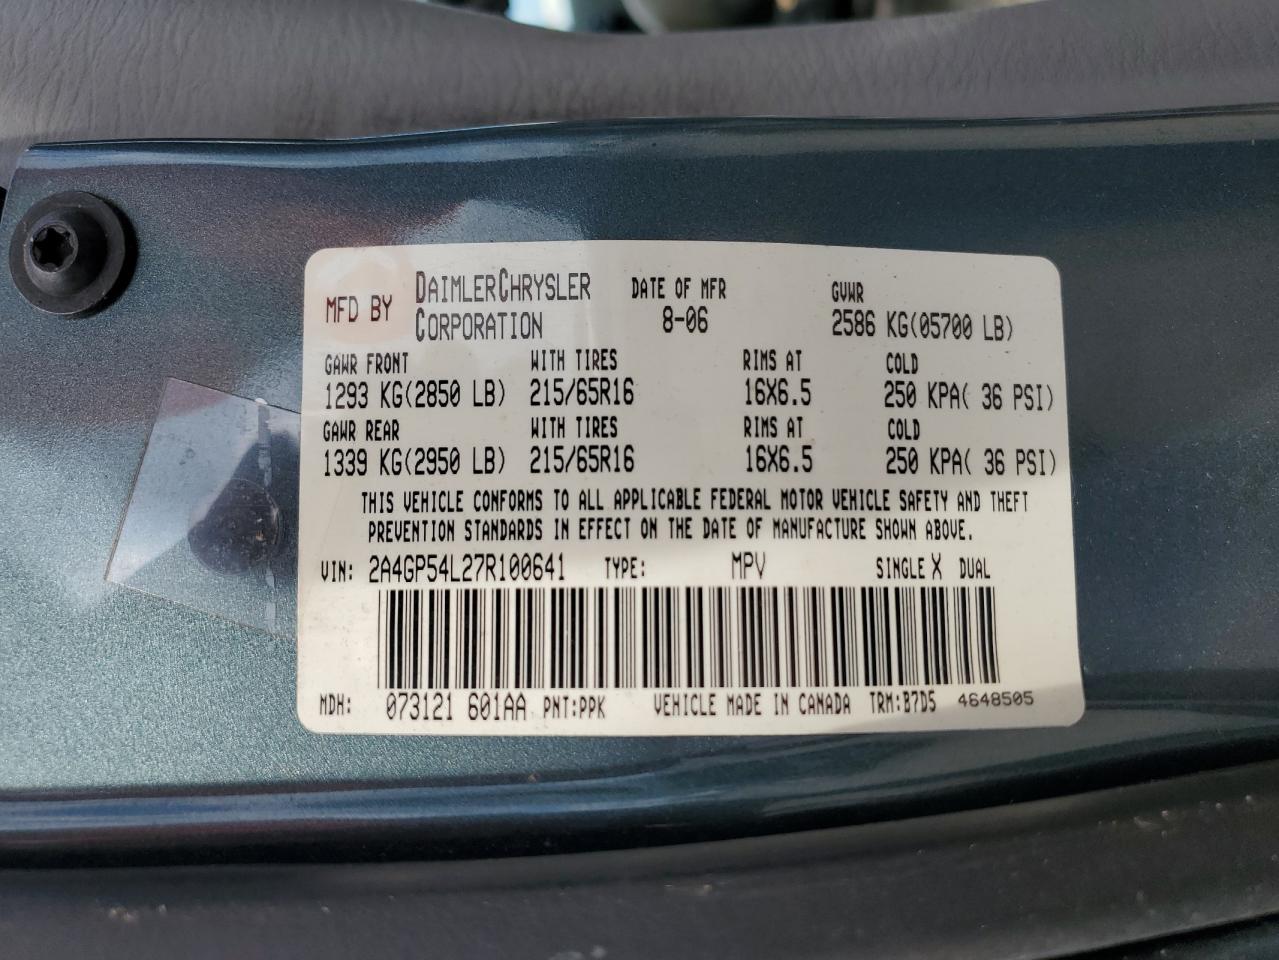 MFD BY DAIMLERCHRYSLER CORPORATION DATE OF MFR 8-06 GVWR 2586 KG(05700 LB)
GAWR FRONT WITH TIRES RIMS AT COLD
1293 KG(2850 LB) 215/65R16 16X6.5 250 KPA( 36 PSI)
GAWR REAR WITH TIRES RIMS AT COLD
1339 KG(2950 LB) 215/65R16 16X6.5 250 KPA( 36 PSI)
THIS VEHICLE CONFORMS TO ALL APPLICABLE FEDERAL MOTOR VEHICLE SAFETY AND THEFT
PREVENTION STANDARDS IN EFFECT ON THE DATE OF MANUFACTURE SHOWN ABOVE.
VIN: 2A4GP54L27R100641 TYPE: MPV SINGLE X DUAL
MDH: 073121 601AA PNT:PPK VEHICLE MADE IN CANADA TRM:B7D5 4648505